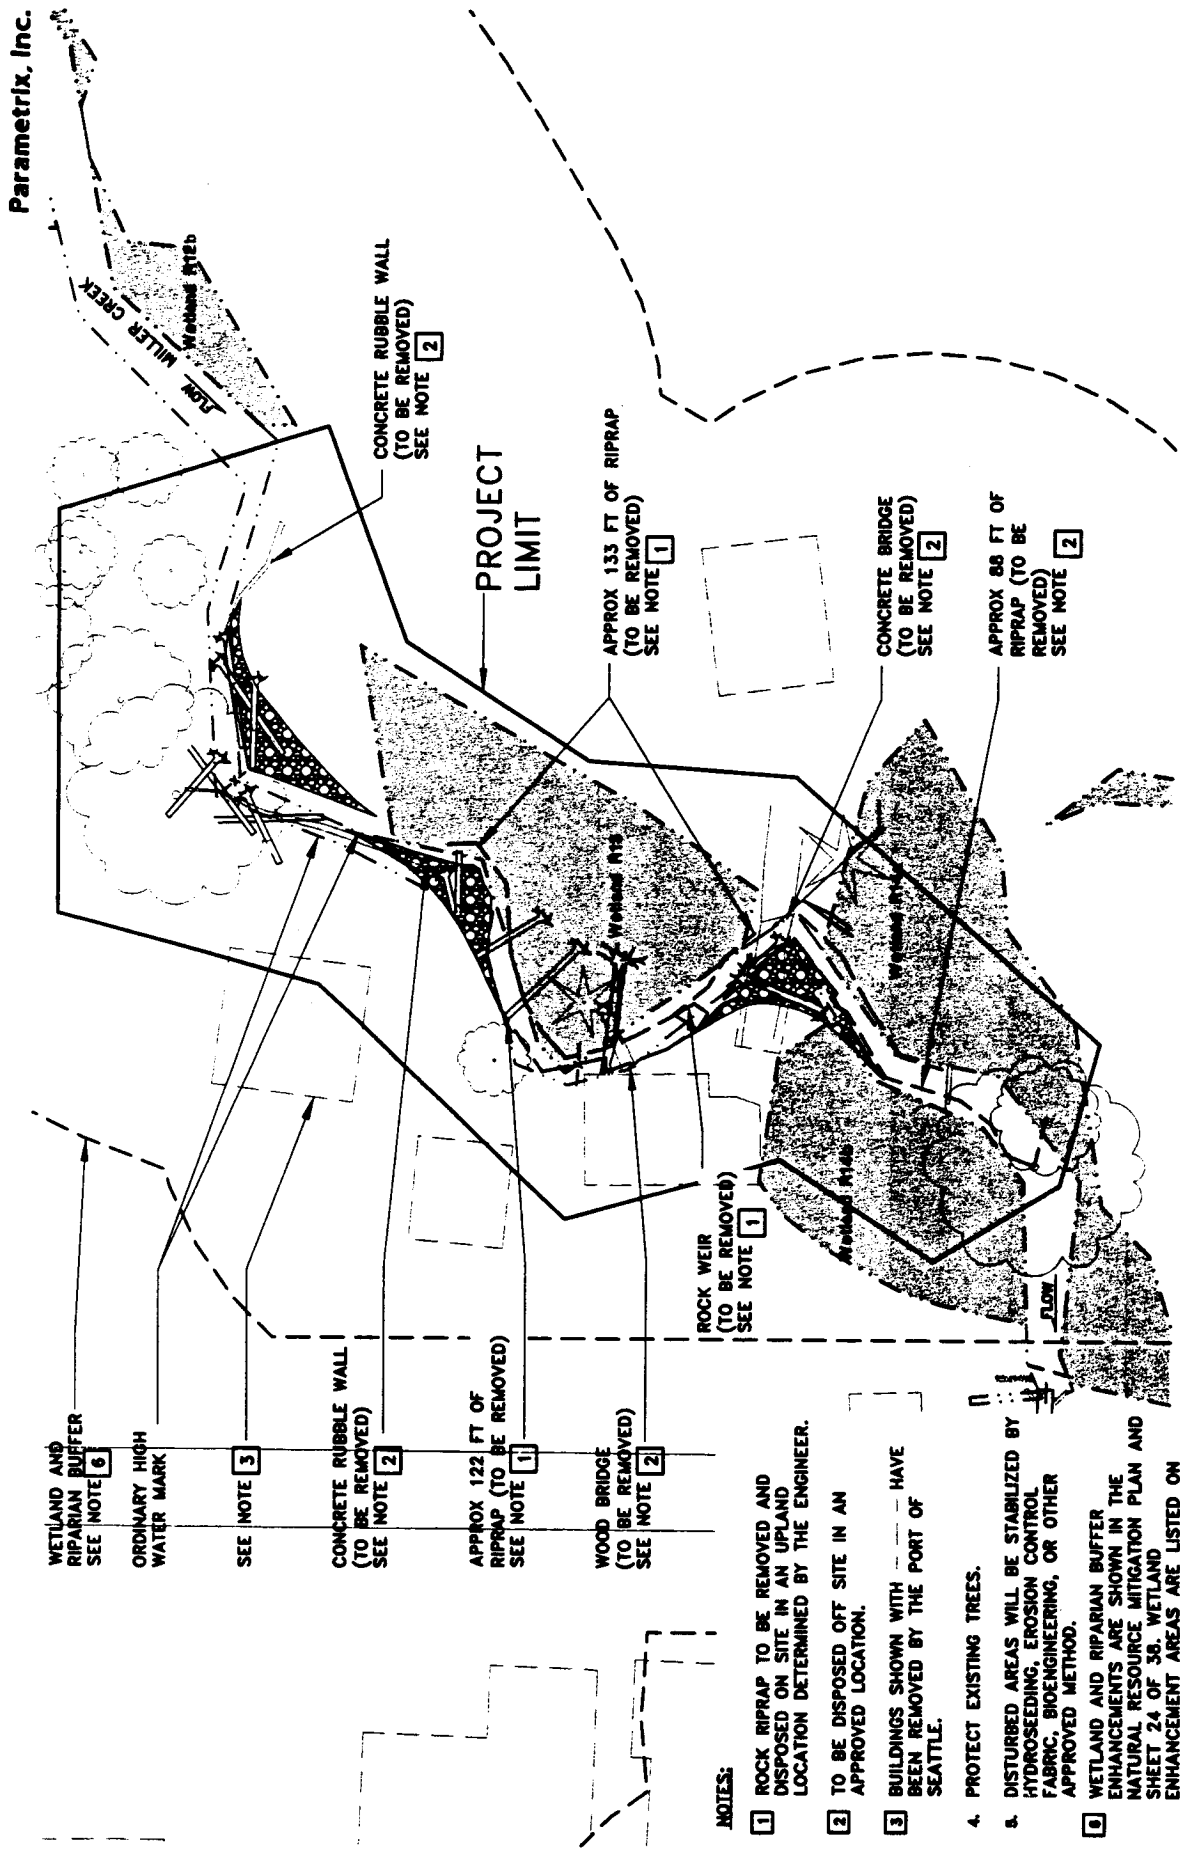 Parametrix, Inc.
WETLAND AND
RIPARIAN BUFFER
SEE NOTE 6
ORDINARY HIGH
WATER MARK
SEE NOTE 3
CONCRETE RUBBLE WALL
(TO BE REMOVED)
SEE NOTE 2
APPROX 122 FT OF
RIPRAP (TO BE REMOVED)
SEE NOTE 1
WOOD BRIDGE
(TO BE REMOVED)
SEE NOTE 2
ROCK WEIR
(TO BE REMOVED)
SEE NOTE 1
MILLER CREEK
FLOW
Wetland R12b
CONCRETE RUBBLE WALL
(TO BE REMOVED)
SEE NOTE 2
PROJECT
LIMIT
APPROX 133 FT OF RIPRAP
(TO BE REMOVED)
SEE NOTE 1
CONCRETE BRIDGE
(TO BE REMOVED)
SEE NOTE 2
APPROX 88 FT OF
RIPRAP (TO BE
REMOVED)
SEE NOTE 2
Wetland R13
Wetland
Wetland R14b
FLOW
NOTES:
1 ROCK RIPRAP TO BE REMOVED AND
DISPOSED ON SITE IN AN UPLAND
LOCATION DETERMINED BY THE ENGINEER.
2 TO BE DISPOSED OFF SITE IN AN
APPROVED LOCATION.
3 BUILDINGS SHOWN WITH — — — HAVE
BEEN REMOVED BY THE PORT OF
SEATTLE.
4. PROTECT EXISTING TREES.
5. DISTURBED AREAS WILL BE STABILIZED BY
HYDROSEEDING, EROSION CONTROL
FABRIC, BIOENGINEERING, OR OTHER
APPROVED METHOD.
6 WETLAND AND RIPARIAN BUFFER
ENHANCEMENTS ARE SHOWN IN THE
NATURAL RESOURCE MITIGATION PLAN AND
SHEET 24 OF 38. WETLAND
ENHANCEMENT AREAS ARE LISTED ON